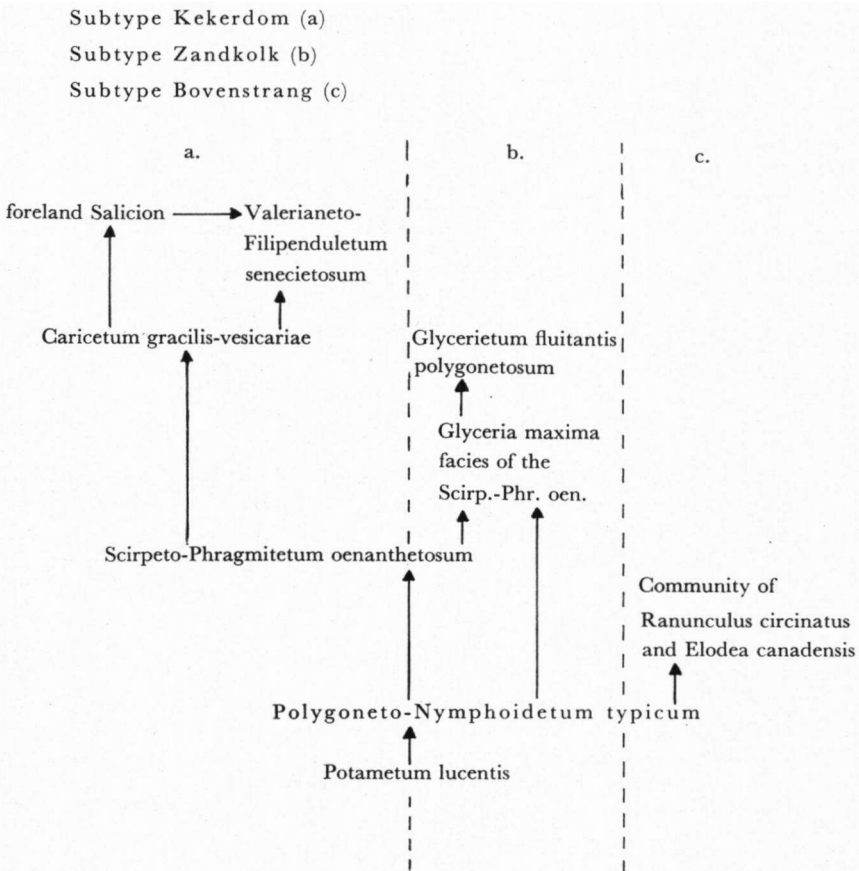 Subtype Kekerdom (a)
Subtype Zandkolk (b)
Subtype Bovenstrang (c)
a.
b.
c.
foreland Salicion
Valerianeto-
Filipenduletum
senecietosum
Caricetum gracilis-vesicariae
Glycerietum fluitantis
polygonetosum
Glyceria maxima
facies of the
Scirp.-Phr. oen.
Scirpeto-Phragmitetum oenanthetosum
Community of
Ranunculus circinatus
and Elodea canadensis
Polygoneto-Nymphoidetum typicum
Potametum lucentis